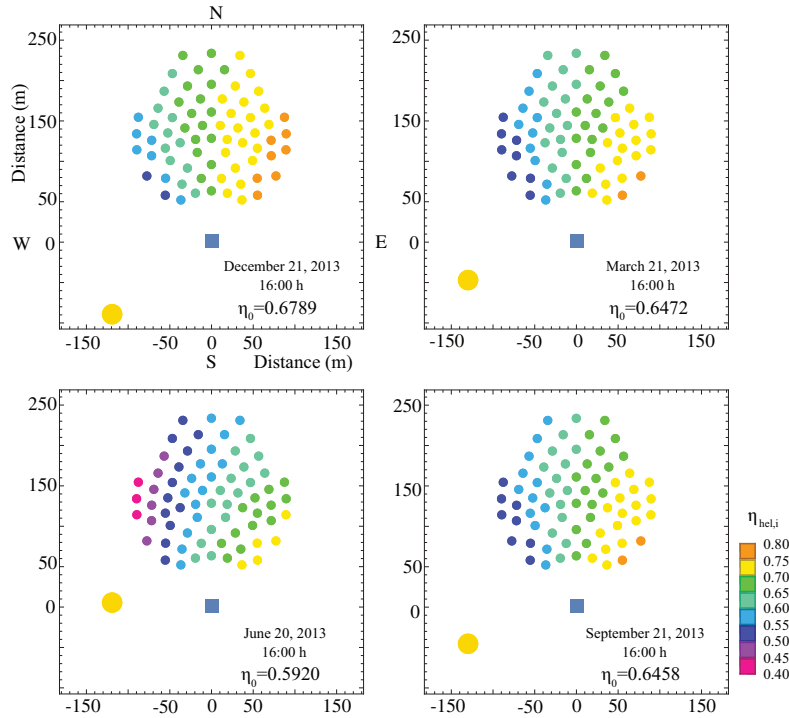 N
250
150
50
0
Distance (m)
W
December 21, 2013
16:00 h
η₀=0.6789
-150
-50
0
50
150
S
Distance (m)
250
150
50
0
E
March 21, 2013
16:00 h
η₀=0.6472
-150
-50
0
50
150
250
150
50
0
June 20, 2013
16:00 h
η₀=0.5920
-150
-50
0
50
150
250
150
50
0
September 21, 2013
16:00 h
η₀=0.6458
-150
-50
0
50
150
η_hel,i
0.80
0.75
0.70
0.65
0.60
0.55
0.50
0.45
0.40